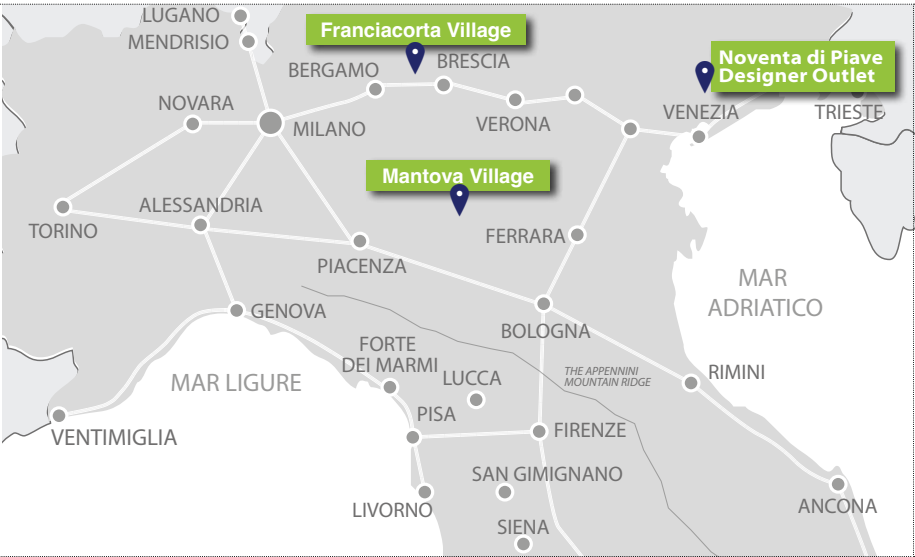 LUGANO
MENDRISIO
Franciacorta Village
BERGAMO
BRESCIA
Noventa di Piave
Designer Outlet
NOVARA
MILANO
VERONA
VENEZIA
TRIESTE
Mantova Village
ALESSANDRIA
TORINO
FERRARA
PIACENZA
MAR
ADRIATICO
GENOVA
BOLOGNA
FORTE
DEI MARMI
THE APPENNINI
MOUNTAIN RIDGE
RIMINI
MAR LIGURE
LUCCA
PISA
VENTIMIGLIA
FIRENZE
SAN GIMIGNANO
LIVORNO
ANCONA
SIENA